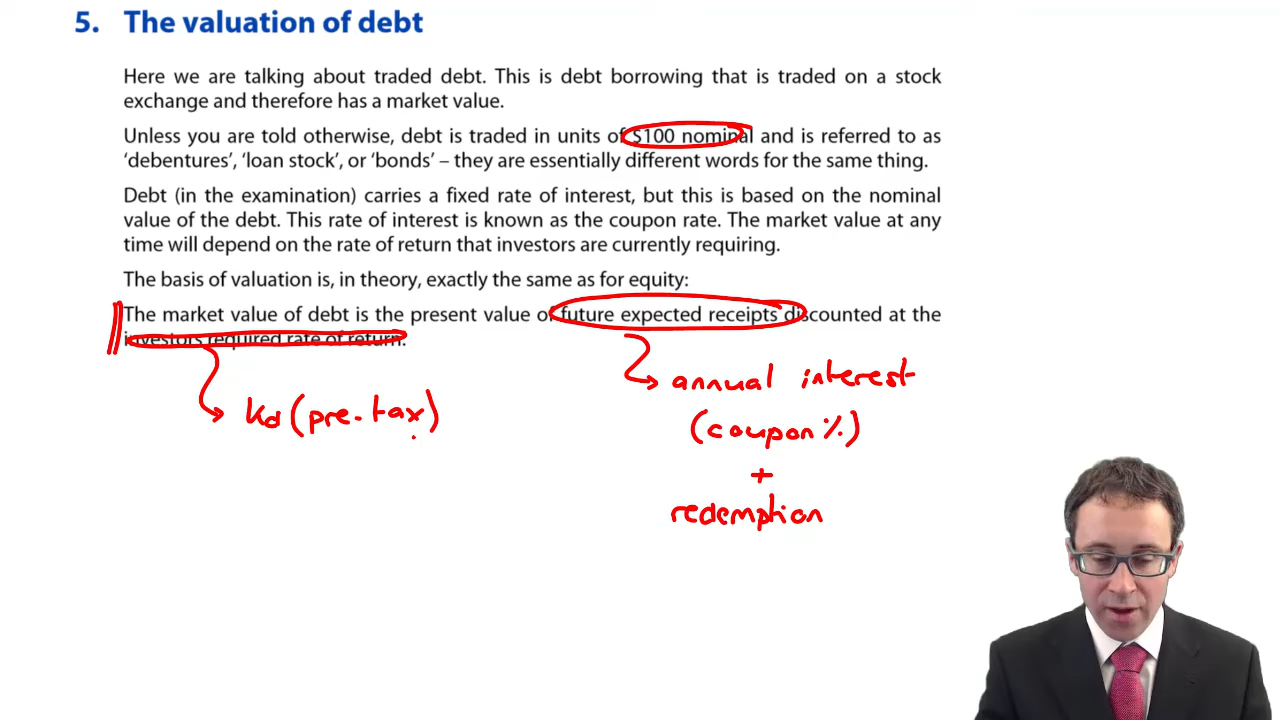 5. The valuation of debt
Here we are talking about traded debt. This is debt borrowing that is traded on a stock
exchange and therefore has a market value.
Unless you are told otherwise, debt is traded in units of $100 nominal and is referred to as
‘debentures’, ‘loan stock’, or ‘bonds’ – they are essentially different words for the same thing.
Debt (in the examination) carries a fixed rate of interest, but this is based on the nominal
value of the debt. This rate of interest is known as the coupon rate. The market value at any
time will depend on the rate of return that investors are currently requiring.
The basis of valuation is, in theory, exactly the same as for equity:
The market value of debt is the present value of future expected receipts discounted at the
investors required rate of return.
annual interest
kd (pre-tax)
(coupon %)
+
redemption